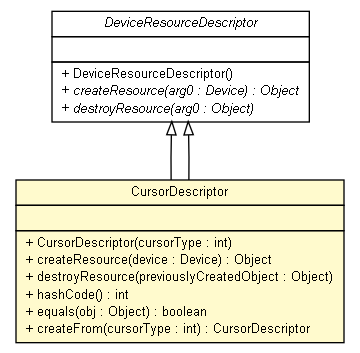 DeviceResourceDescriptor
+ DeviceResourceDescriptor()
+ createResource(arg0 : Device) : Object
+ destroyResource(arg0 : Object)
CursorDescriptor
+ CursorDescriptor(cursorType : int)
+ createResource(device : Device) : Object
+ destroyResource(previouslyCreatedObject : Object)
+ hashCode() : int
+ equals(obj : Object) : boolean
+ createFrom(cursorType : int) : CursorDescriptor